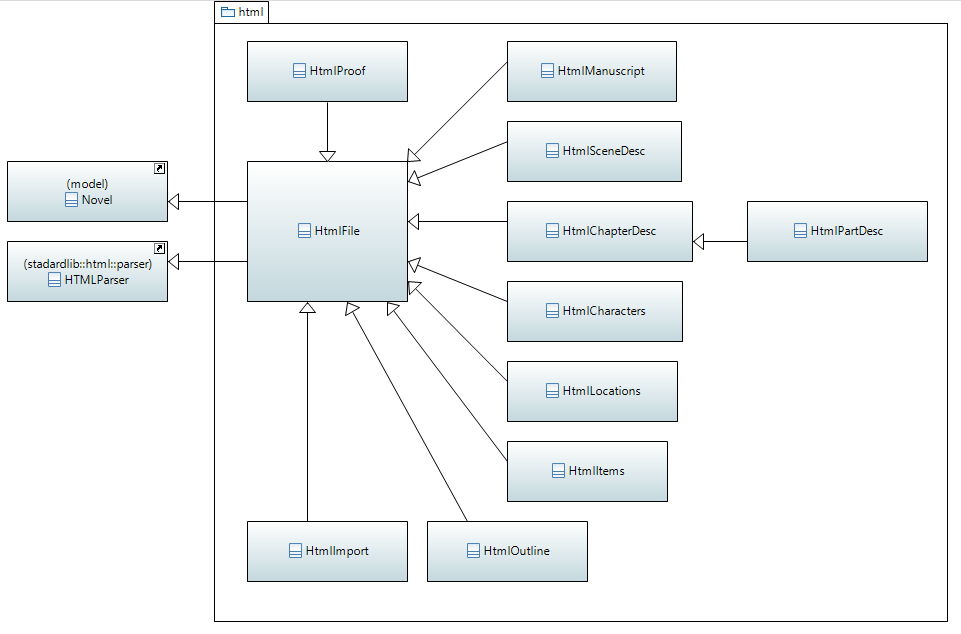 html
HtmlProof
HtmlManuscript
HtmlSceneDesc
(model)
Novel
HtmlFile
HtmlChapterDesc
HtmlPartDesc
(stadardlib::html::parser)
HTMLParser
HtmlCharacters
HtmlLocations
HtmlItems
HtmlImport
HtmlOutline